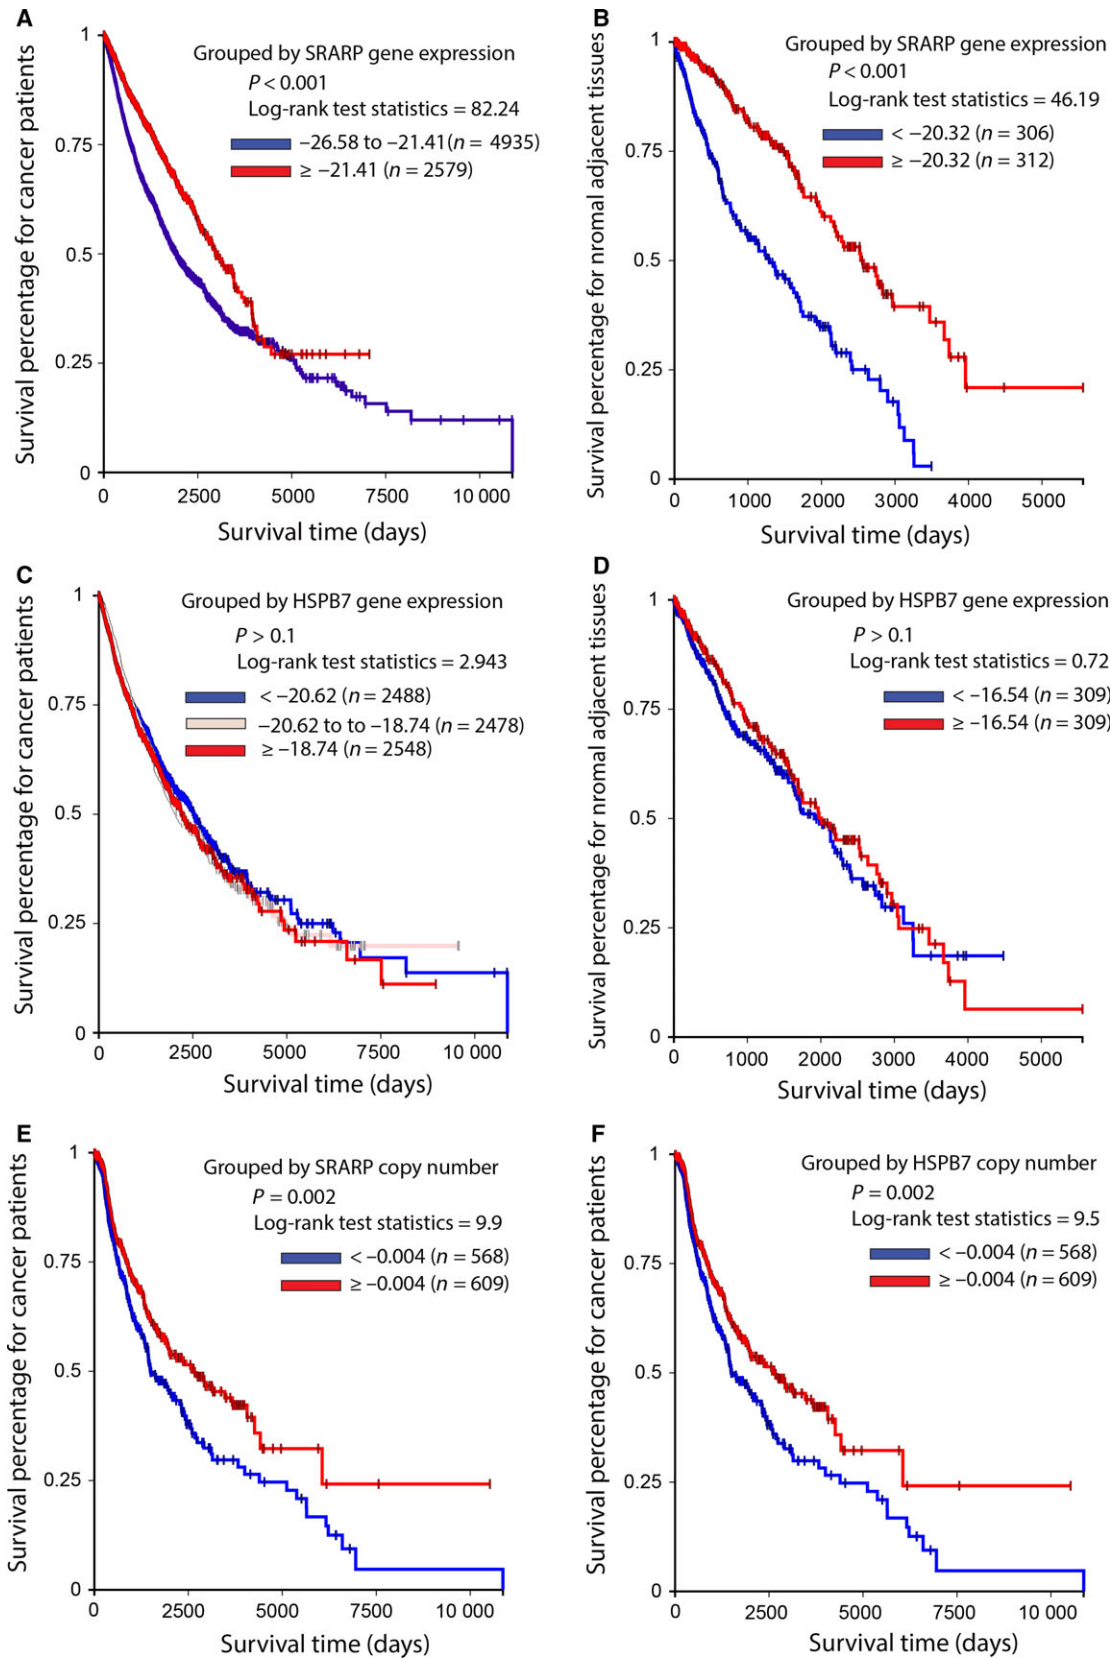 A
Survival percentage for cancer patients
Grouped by SRARP gene expression
P < 0.001
Log-rank test statistics = 82.24
−26.58 to −21.41(n = 4935)
≥ −21.41 (n = 2579)
1
0.75
0.5
0.25
0
0 2500 5000 7500 10 000
Survival time (days)
B
Survival percentage for nromal adjacent tissues
Grouped by SRARP gene expression
P < 0.001
Log-rank test statistics = 46.19
< −20.32 (n = 306)
≥ −20.32 (n = 312)
1
0.75
0.5
0.25
0
0 1000 2000 3000 4000 5000
Survival time (days)
C
Survival percentage for cancer patients
Grouped by HSPB7 gene expression
P > 0.1
Log-rank test statistics = 2.943
< −20.62 (n = 2488)
−20.62 to to −18.74 (n = 2478)
≥ −18.74 (n = 2548)
1
0.75
0.5
0.25
0
0 2500 5000 7500 10 000
Survival time (days)
D
Survival percentage for nromal adjacent tissues
Grouped by HSPB7 gene expression
P > 0.1
Log-rank test statistics = 0.72
< −16.54 (n = 309)
≥ −16.54 (n = 309)
1
0.75
0.5
0.25
0
0 1000 2000 3000 4000 5000
Survival time (days)
E
Survival percentage for cancer patients
Grouped by SRARP copy number
P = 0.002
Log-rank test statistics = 9.9
< −0.004 (n = 568)
≥ −0.004 (n = 609)
1
0.75
0.5
0.25
0
0 2500 5000 7500 10 000
Survival time (days)
F
Survival percentage for cancer patients
Grouped by HSPB7 copy number
P = 0.002
Log-rank test statistics = 9.5
< −0.004 (n = 568)
≥ −0.004 (n = 609)
1
0.75
0.5
0.25
0
0 2500 5000 7500 10 000
Survival time (days)